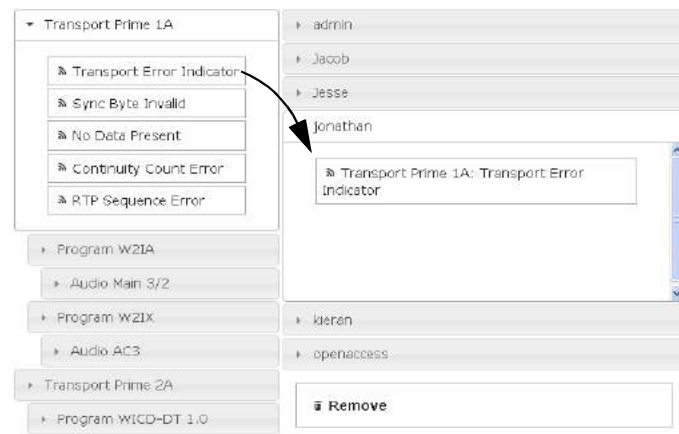 Transport Prime 1A
Transport Error Indicator
Sync Byte Invalid
No Data Present
Continuity Count Error
RTP Sequence Error
Program W2IA
Audio Main 3/2
Program W2IX
Audio AC3
Transport Prime 2A
Program WICD-DT 1.0
admin
Jacob
Jesse
jonathan
Transport Prime 1A: Transport Error
Indicator
kieran
openaccess
Remove